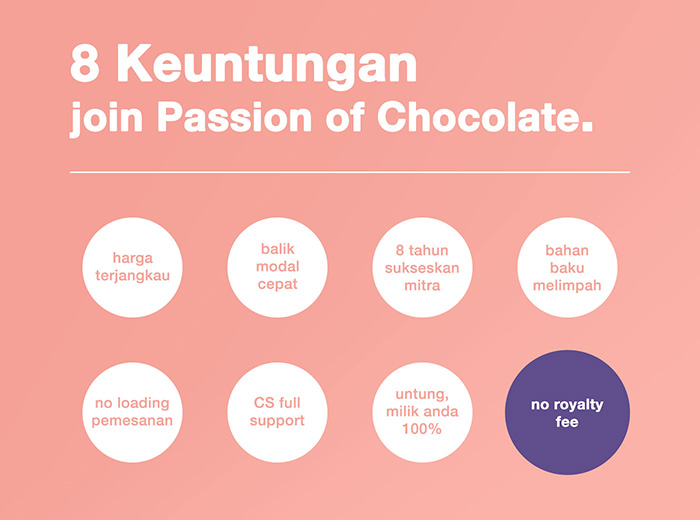 8 Keuntungan
join Passion of Chocolate.
harga
terjangkau
balik
modal
cepat
8 tahun
sukseskan
mitra
bahan
baku
melimpah
no loading
pemesanan
CS full
support
untung,
milik anda
100%
no royalty
fee